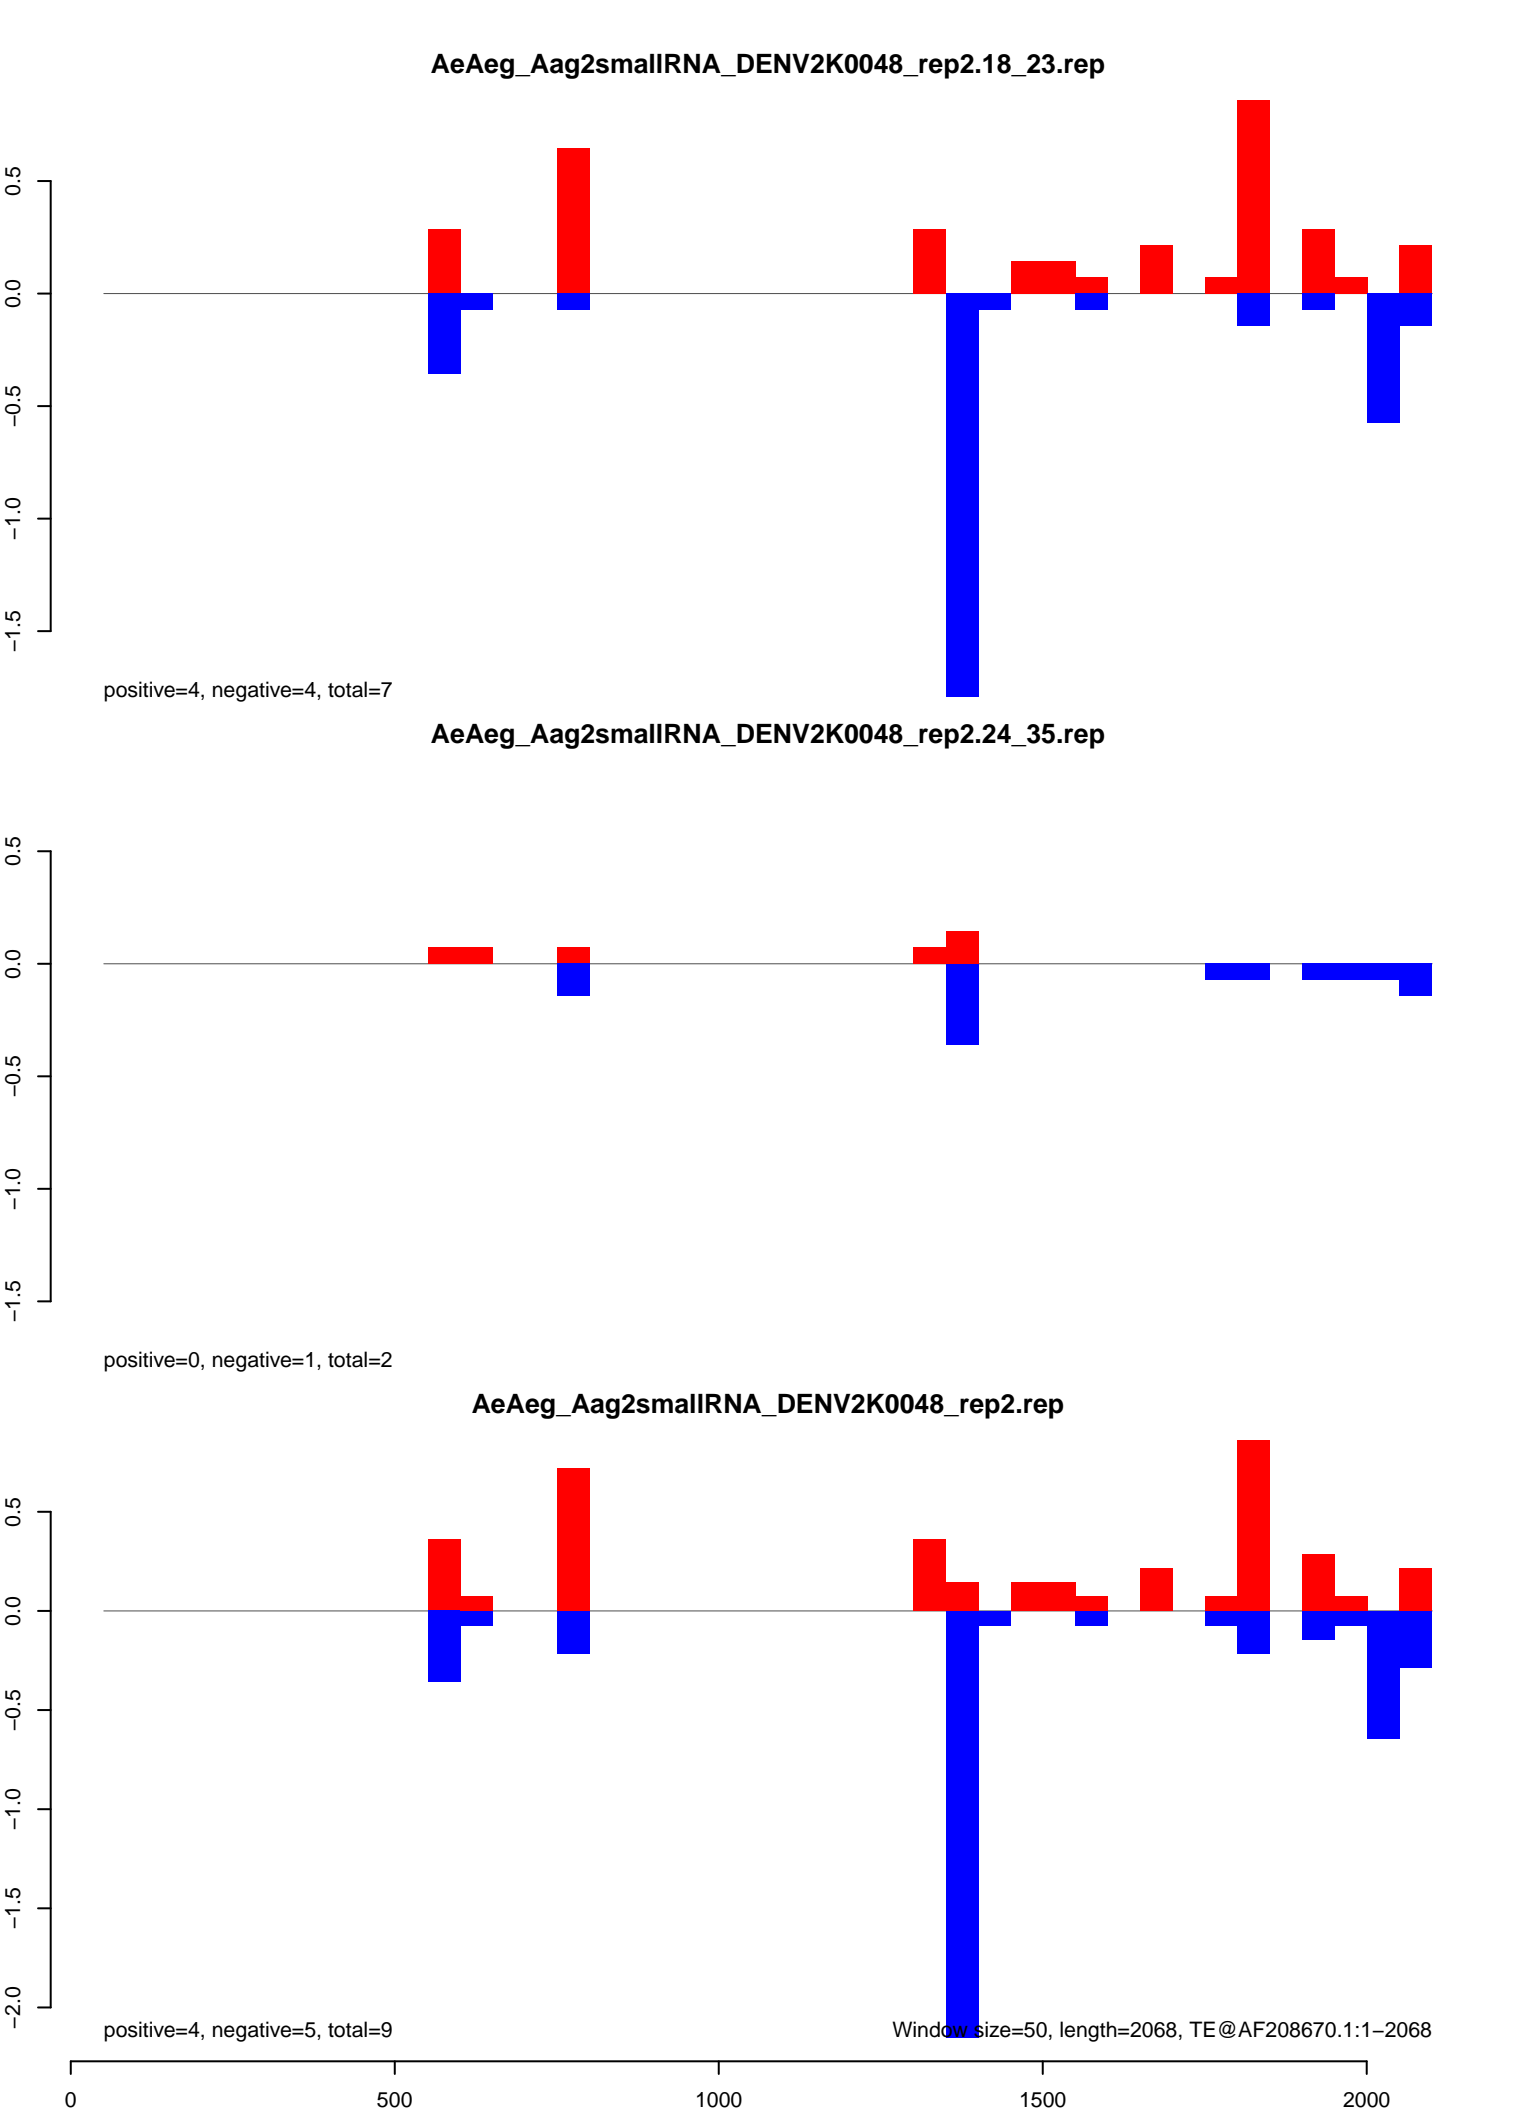 AeAeg_Aag2smallRNA_DENV2K0048_rep2.18_23.rep
0.5
0.0
−0.5
−1.0
−1.5
positive=4, negative=4, total=7
AeAeg_Aag2smallRNA_DENV2K0048_rep2.24_35.rep
0.5
0.0
−0.5
−1.0
−1.5
positive=0, negative=1, total=2
AeAeg_Aag2smallRNA_DENV2K0048_rep2.rep
0.5
0.0
−0.5
−1.0
−1.5
−2.0
positive=4, negative=5, total=9
Window size=50, length=2068, TE@AF208670.1:1−2068
0 500 1000 1500 2000